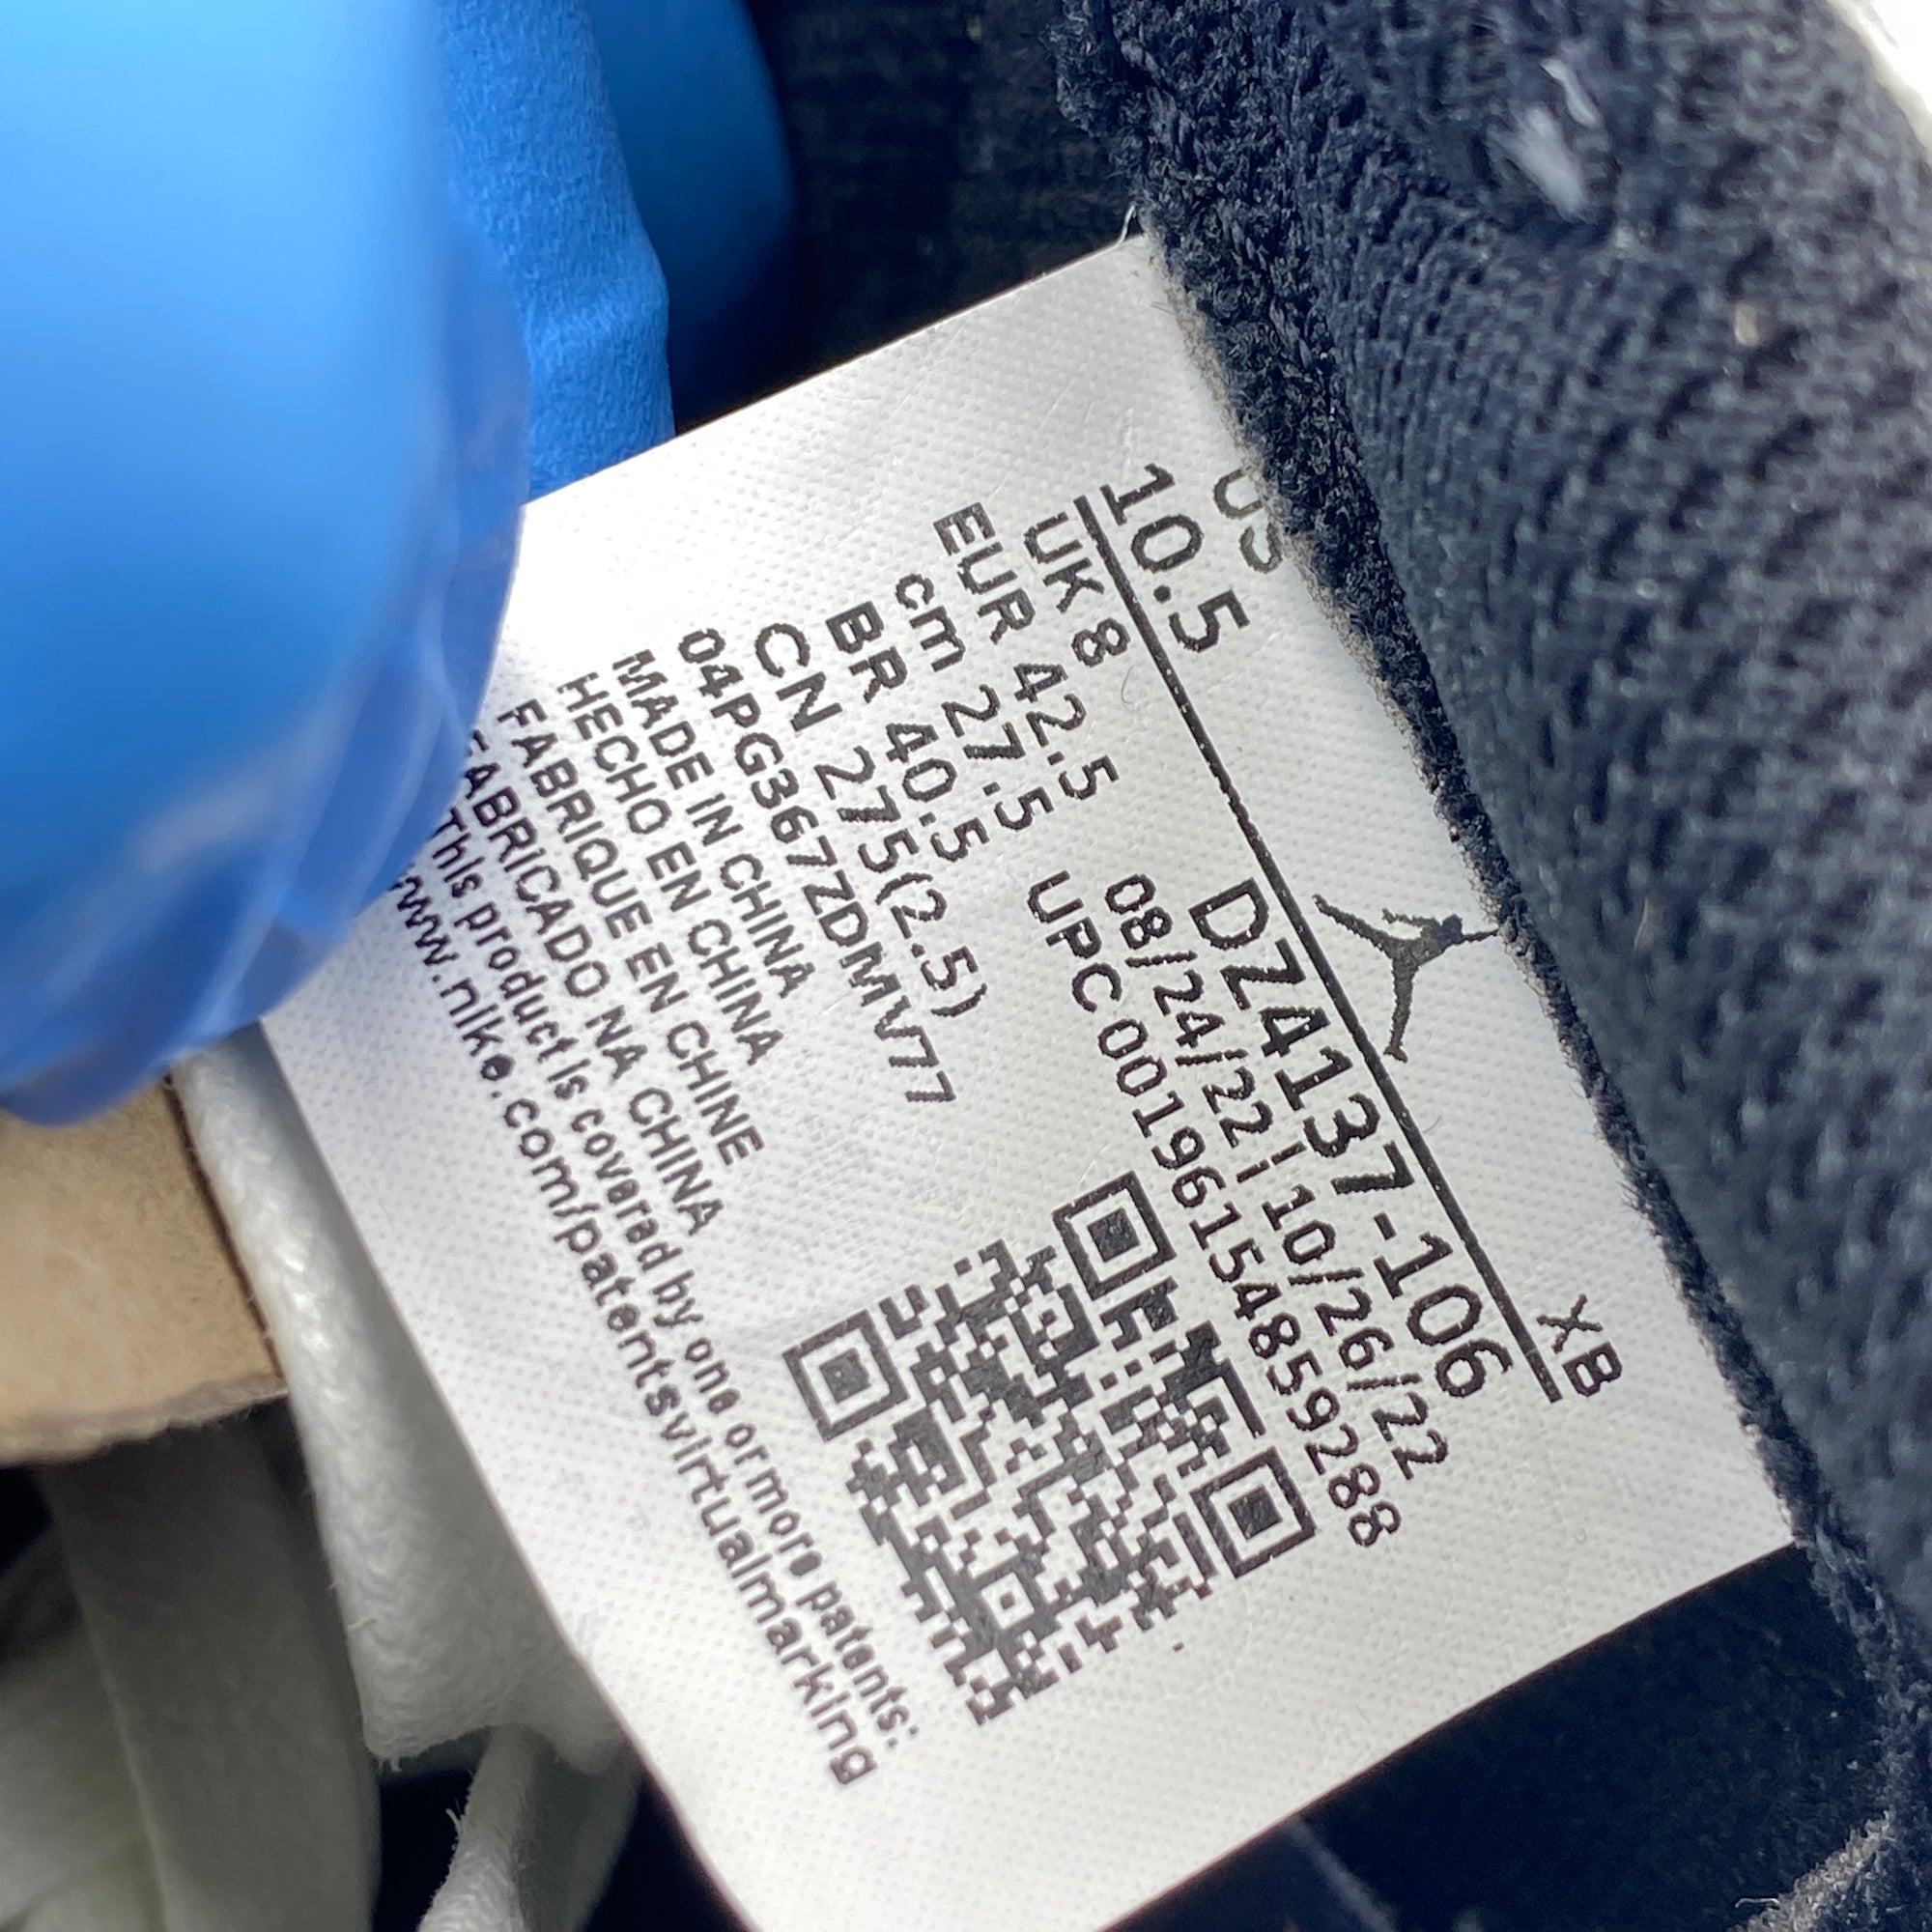 US
10.5
XB
UK 8
EUR 42.5
cm 27.5
BR 40.5
CN 275(2.5)
DZ4137-106
08/24/22 | 10/26/22
UPC 00196154859288
04PG367ZDMV77
MADE IN CHINA
HECHO EN CHINA
FABRIQUE EN CHINE
FABRICADO NA CHINA
This product is covered by one or more patents:
www.nike.com/patentsvirtualmarking